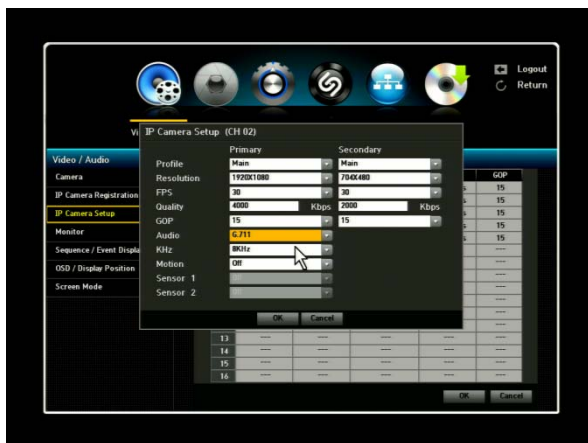 Logout
Return
Vi
IP Camera Setup (CH 02)
Primary Secondary
Video / Audio
Profile Main Main
Camera
Resolution 1920X1080 704X480
GOP
FPS 30 30
s 15
IP Camera Registration
Quality 4000 Kbps 2000 Kbps
s 15
IP Camera Setup
GOP 15 15
s 15
Monitor
Audio G.711
s 15
Sequence / Event Displa
KHz 8KHz
---
OSD / Display Position
Motion Off
---
Screen Mode
Sensor 1
---
Sensor 2
---
OK Cancel
13 --- --- --- --- ---
14 --- --- --- --- ---
15 --- --- --- --- ---
16 --- --- --- --- ---
OK Cancel